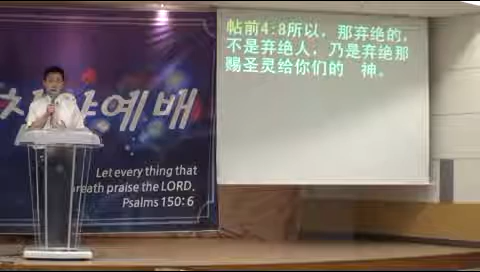 예배
Let every thing that
breath praise the LORD.
Psalms 150:6
帖前4:8所以，那弃绝的，
不是弃绝人，乃是弃绝那
赐圣灵给你们的 神。